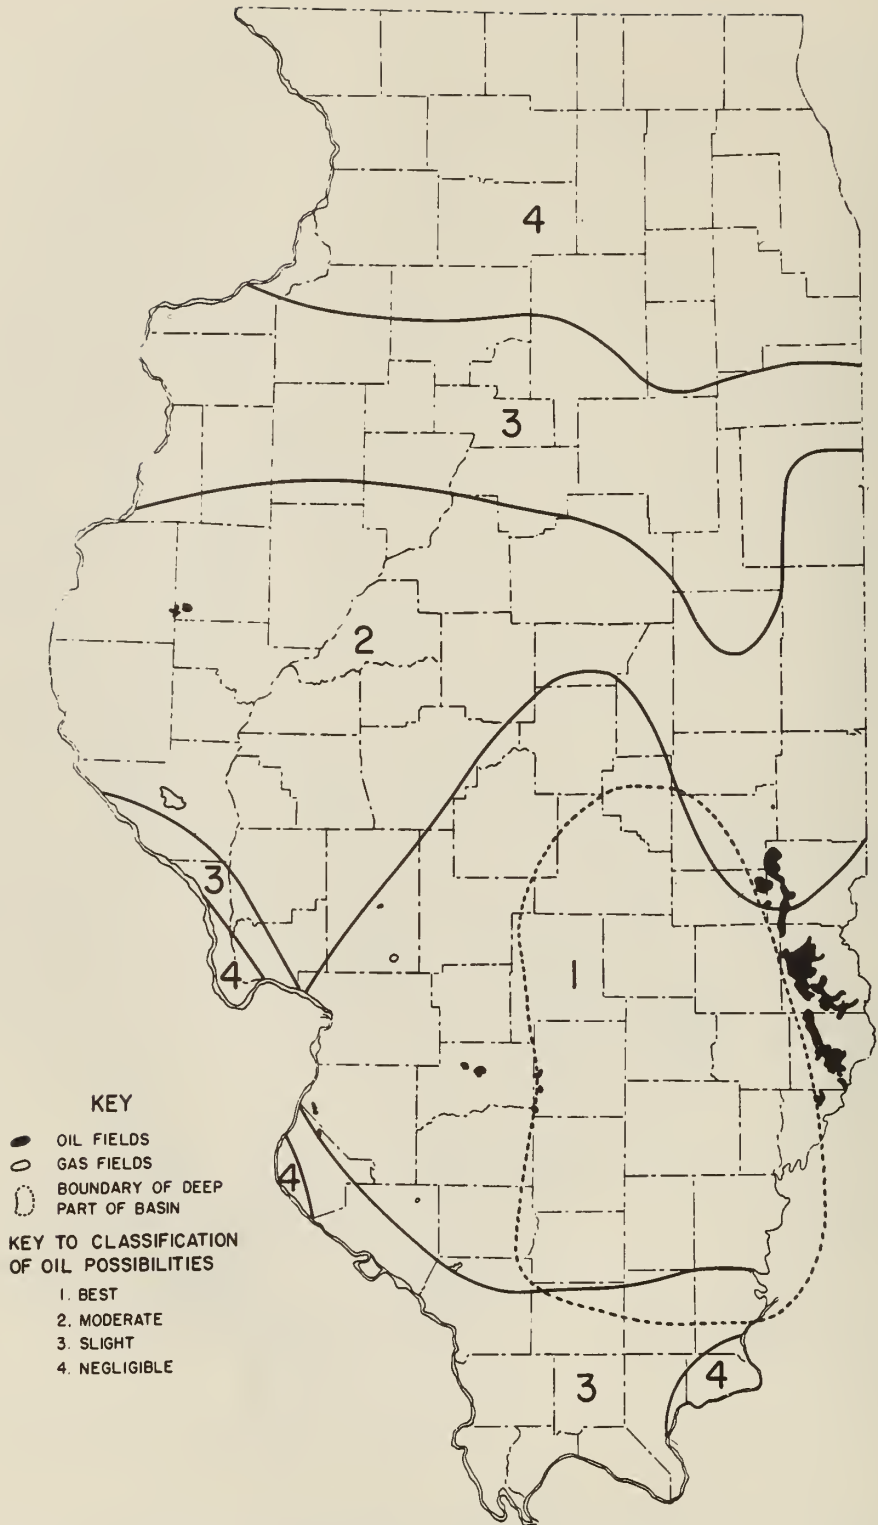 4
3
2
3
4
1
4
3
4
KEY
OIL FIELDS
GAS FIELDS
BOUNDARY OF DEEP
PART OF BASIN
KEY TO CLASSIFICATION
OF OIL POSSIBILITIES
1. BEST
2. MODERATE
3. SLIGHT
4. NEGLIGIBLE